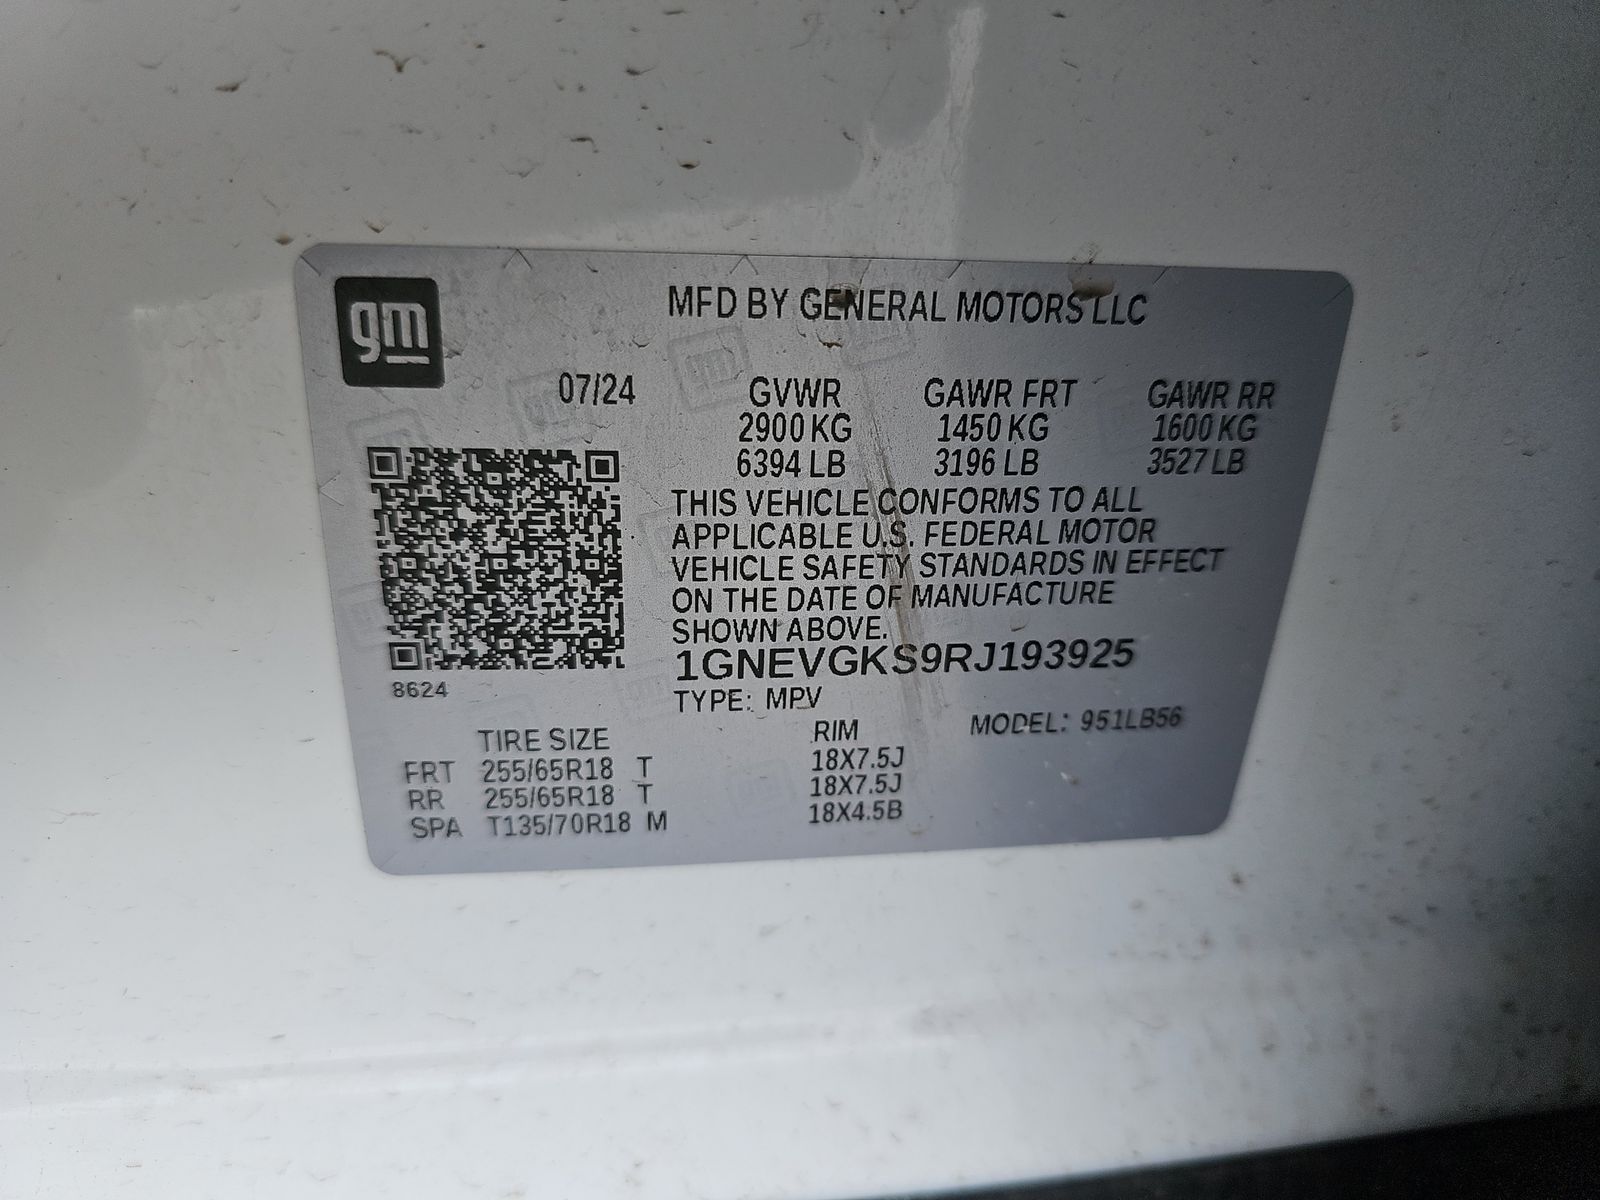 gm
MFD BY GENERAL MOTORS LLC
07/24 GVWR GAWR FRT GAWR RR
2900 KG 1450 KG 1600 KG
6394 LB 3196 LB 3527 LB
THIS VEHICLE CONFORMS TO ALL
APPLICABLE U.S. FEDERAL MOTOR
VEHICLE SAFETY STANDARDS IN EFFECT
ON THE DATE OF MANUFACTURE
SHOWN ABOVE.
1GNEVGKS9RJ193925
8624
TYPE: MPV
MODEL: 951LB56
TIRE SIZE RIM
FRT 255/65R18 T 18X7.5J
RR 255/65R18 T 18X7.5J
SPA T135/70R18 M 18X4.5B